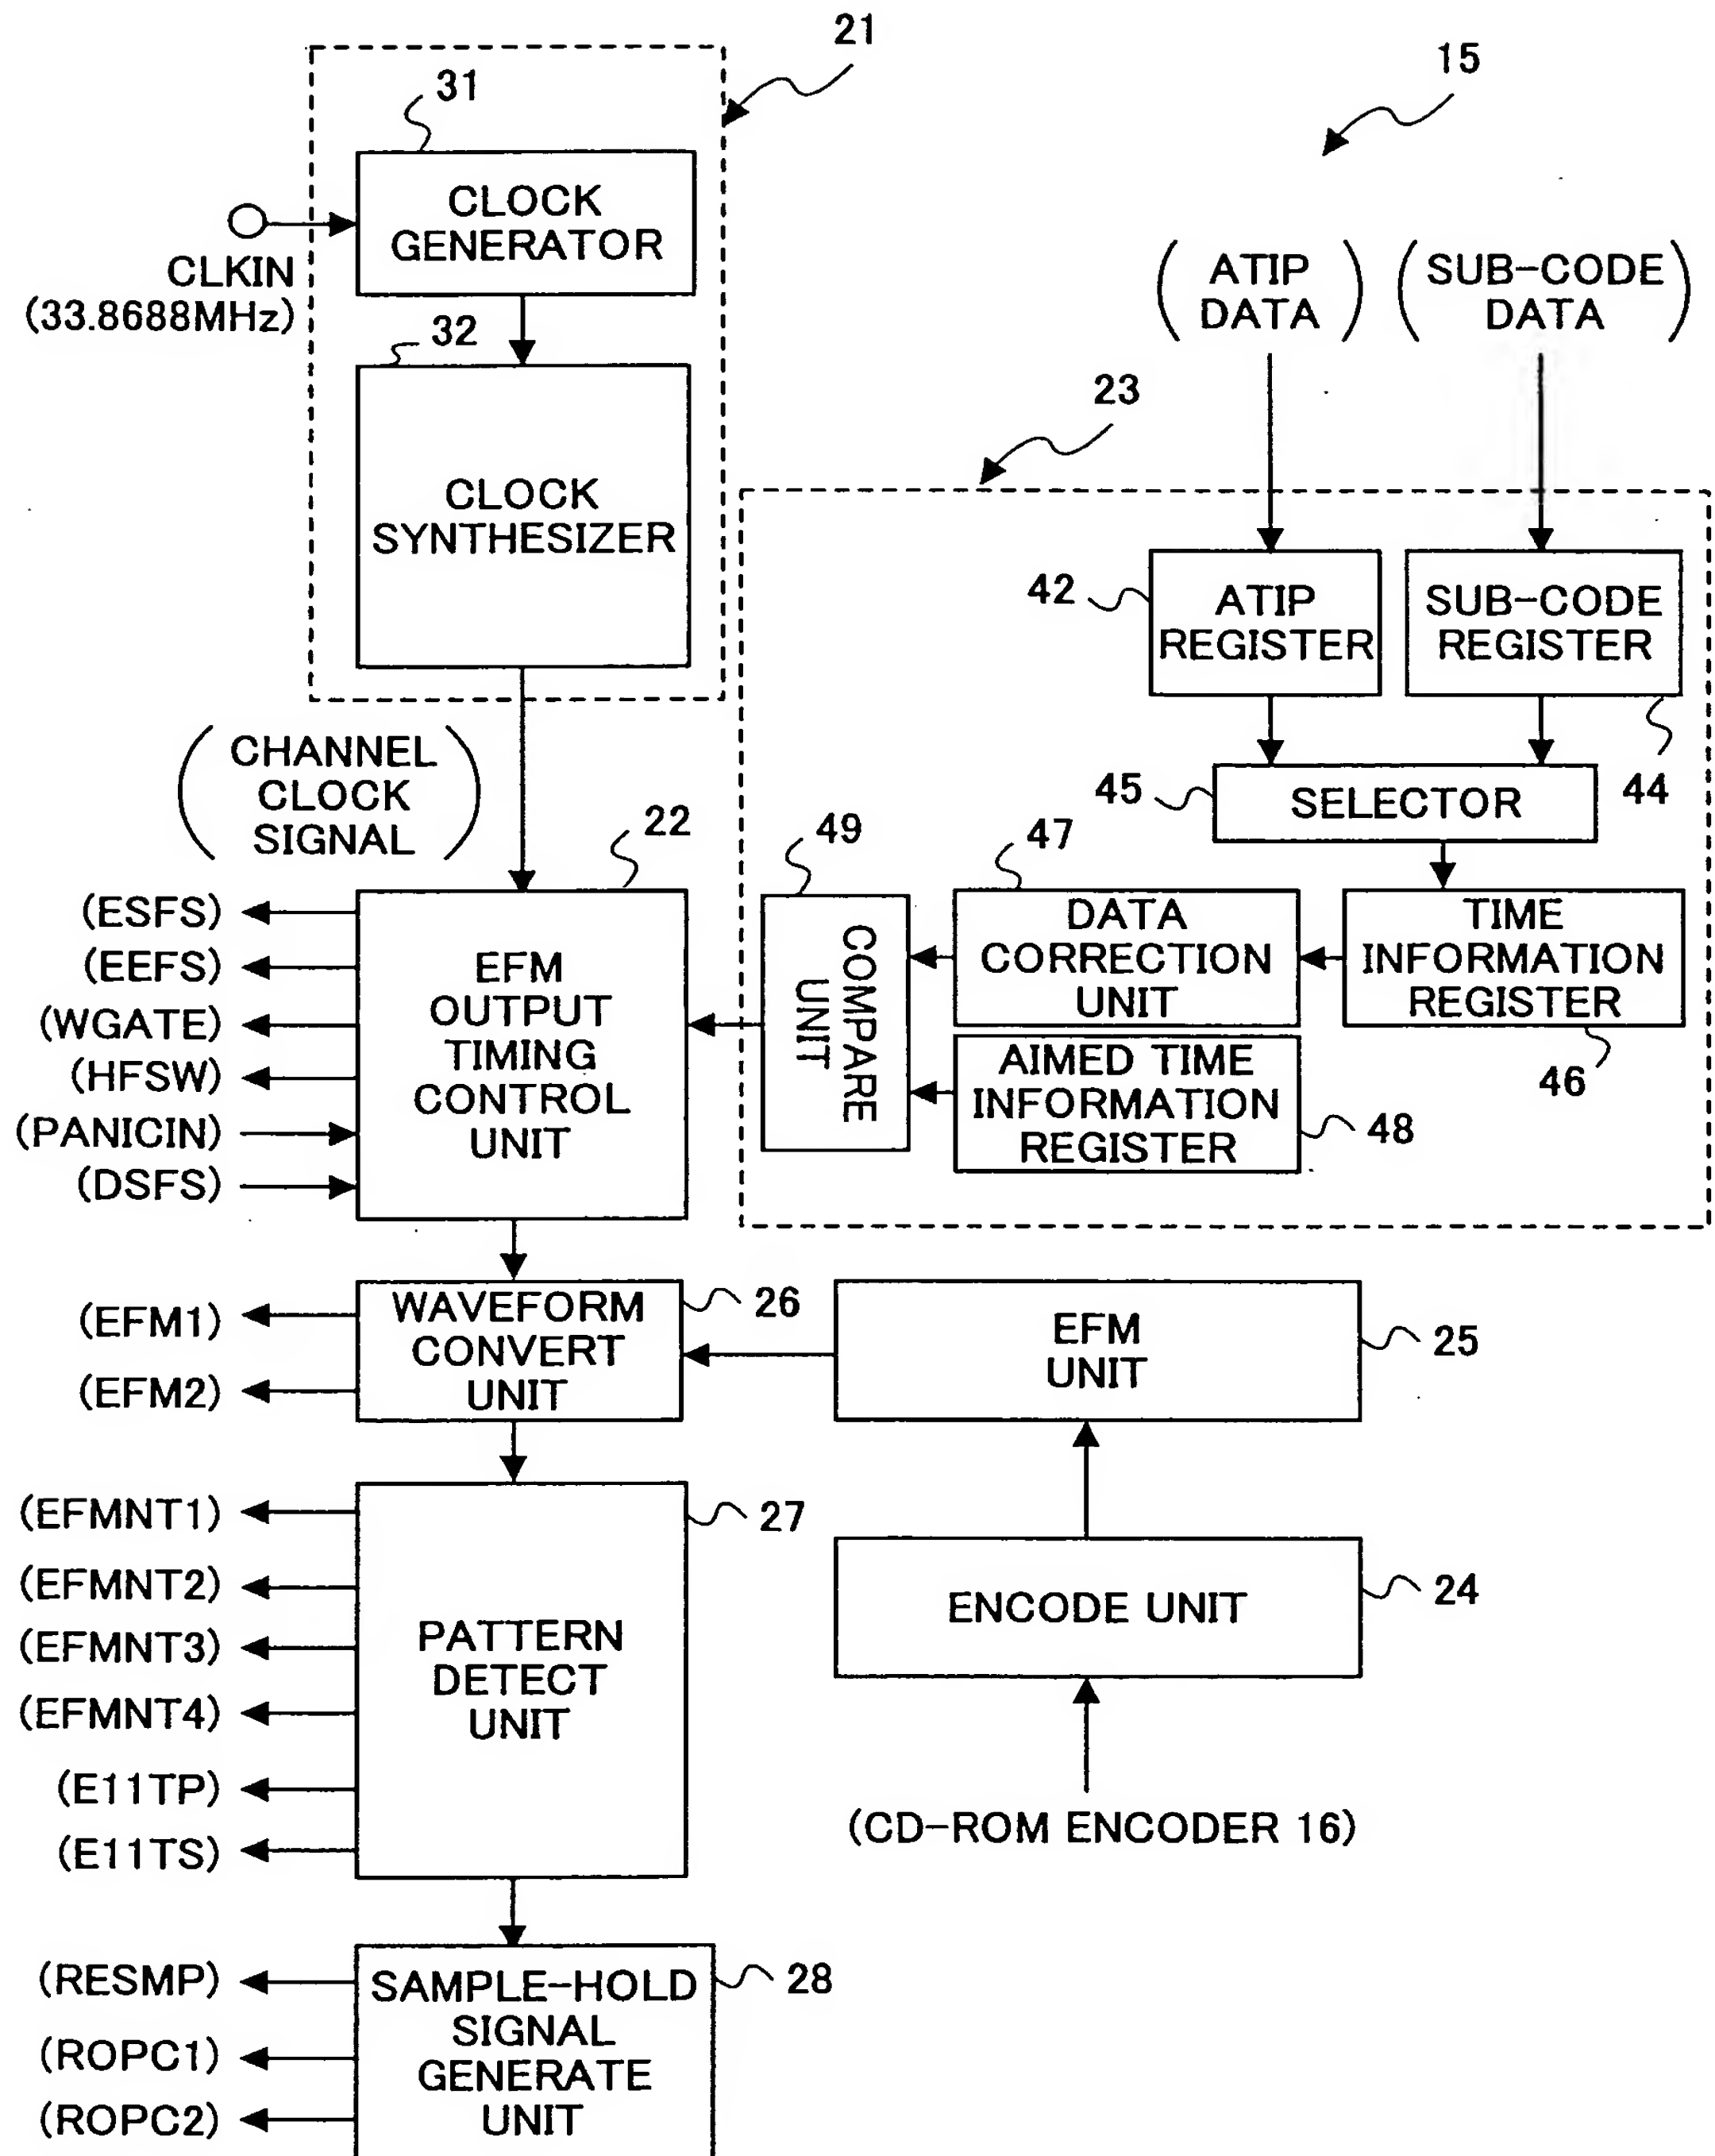 21
15
31
CLOCK
GENERATOR
CLKIN
(33.8688MHz)
32
CLOCK
SYNTHESIZER
(ATIP
DATA)
(SUB-CODE
DATA)
23
42
ATIP
REGISTER
SUB-CODE
REGISTER
44
45
SELECTOR
(CHANNEL
CLOCK
SIGNAL)
22
49
47
COMPARE
UNIT
DATA
CORRECTION
UNIT
TIME
INFORMATION
REGISTER
46
AIMED TIME
INFORMATION
REGISTER
48
(ESFS)
(EEFS)
(WGATE)
(HFSW)
(PANICIN)
(DSFS)
EFM
OUTPUT
TIMING
CONTROL
UNIT
(EFM1)
(EFM2)
WAVEFORM
CONVERT
UNIT
26
EFM
UNIT
25
(EFMNT1)
(EFMNT2)
(EFMNT3)
(EFMNT4)
(E11TP)
(E11TS)
PATTERN
DETECT
UNIT
27
ENCODE UNIT
24
(CD-ROM ENCODER 16)
(RESMP)
(ROPC1)
(ROPC2)
SAMPLE-HOLD
SIGNAL
GENERATE
UNIT
28